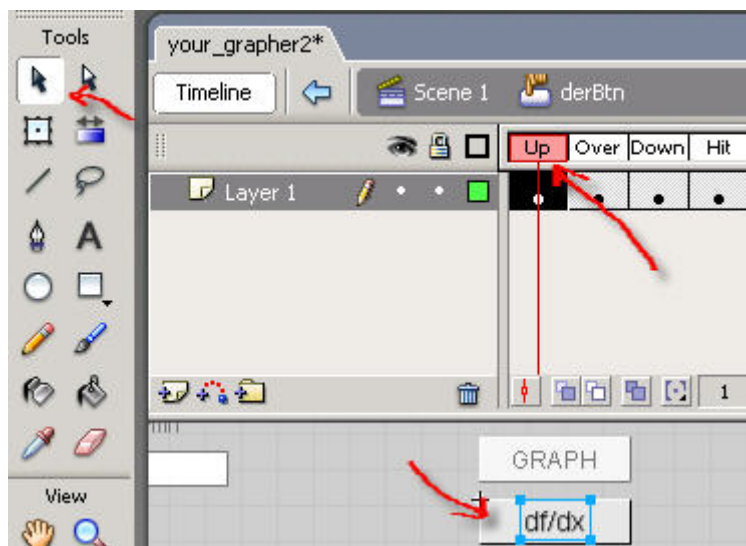 Tools
your_grapher2*
Timeline
Scene 1
derBtn
Up Over Down Hit
Layer 1
A
1
GRAPH
View
df/dx